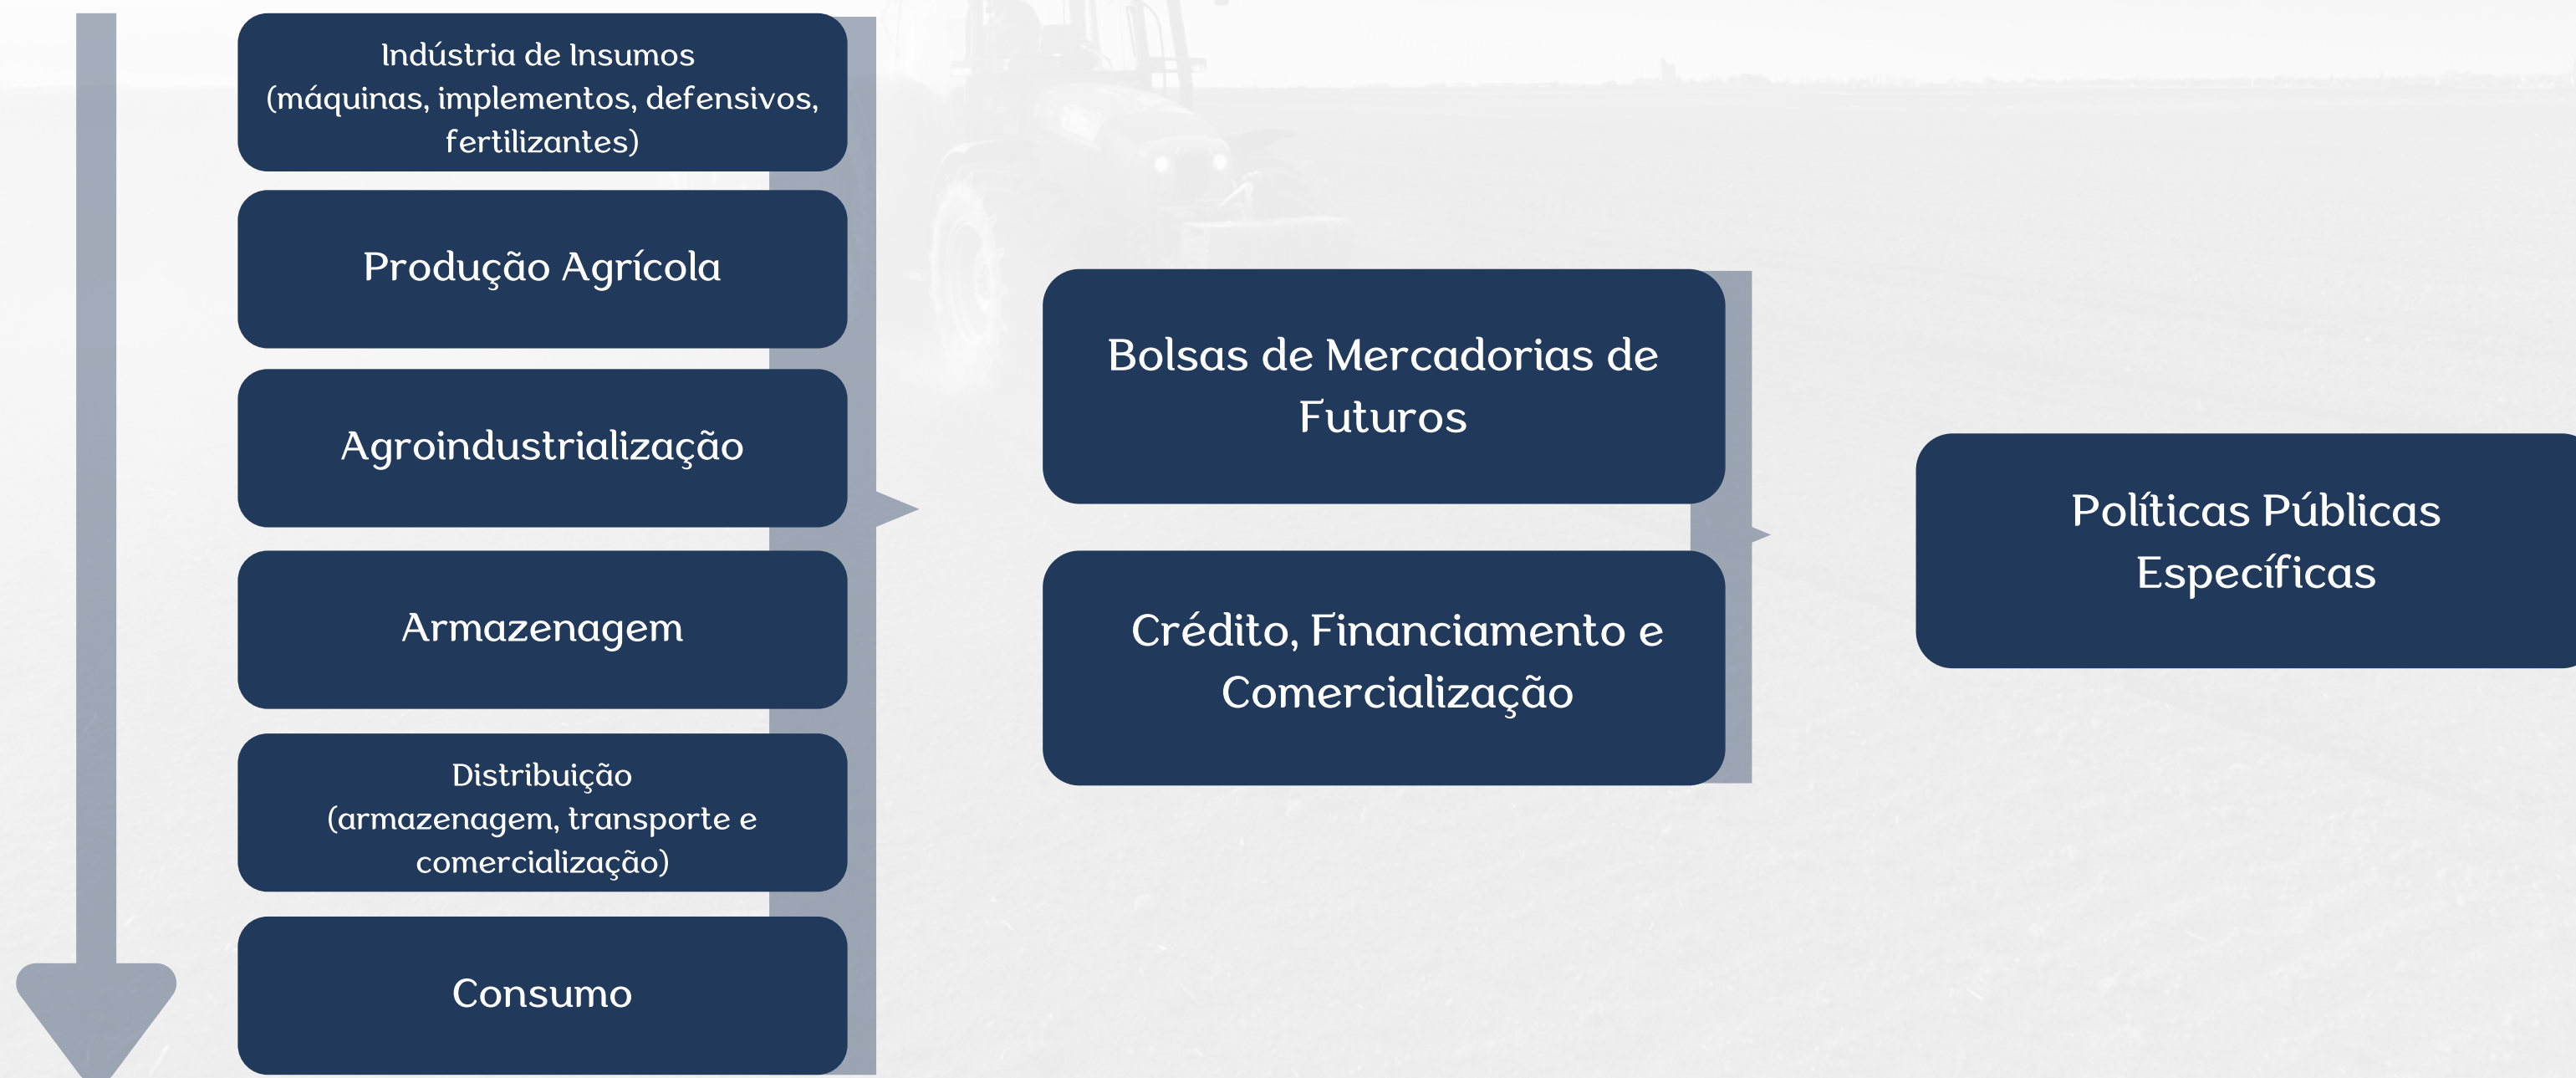 Indústria de Insumos
(máquinas, implementos, defensivos,
fertilizantes)
Produção Agrícola
Agroindustrialização
Armazenagem
Distribuição
(armazenagem, transporte e
comercialização)
Consumo
Bolsas de Mercadorias de
Futuros
Crédito, Financiamento e
Comercialização
Políticas Públicas
Específicas